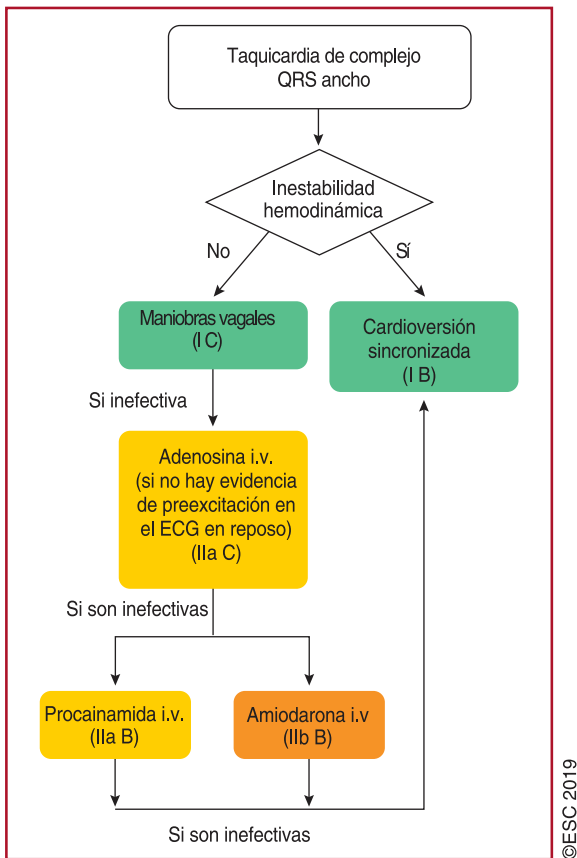 Taquicardia de complejo
QRS ancho
Inestabilidad
hemodinámica
No
Sí
Maniobras vagales
(I C)
Cardioversión
sincronizada
(I B)
Si inefectiva
Adenosina i.v.
(si no hay evidencia
de preexcitación en
el ECG en reposo)
(IIa C)
Si son inefectivas
Procainamida i.v.
(IIa B)
Amiodarona i.v
(IIb B)
Si son inefectivas
©ESC 2019